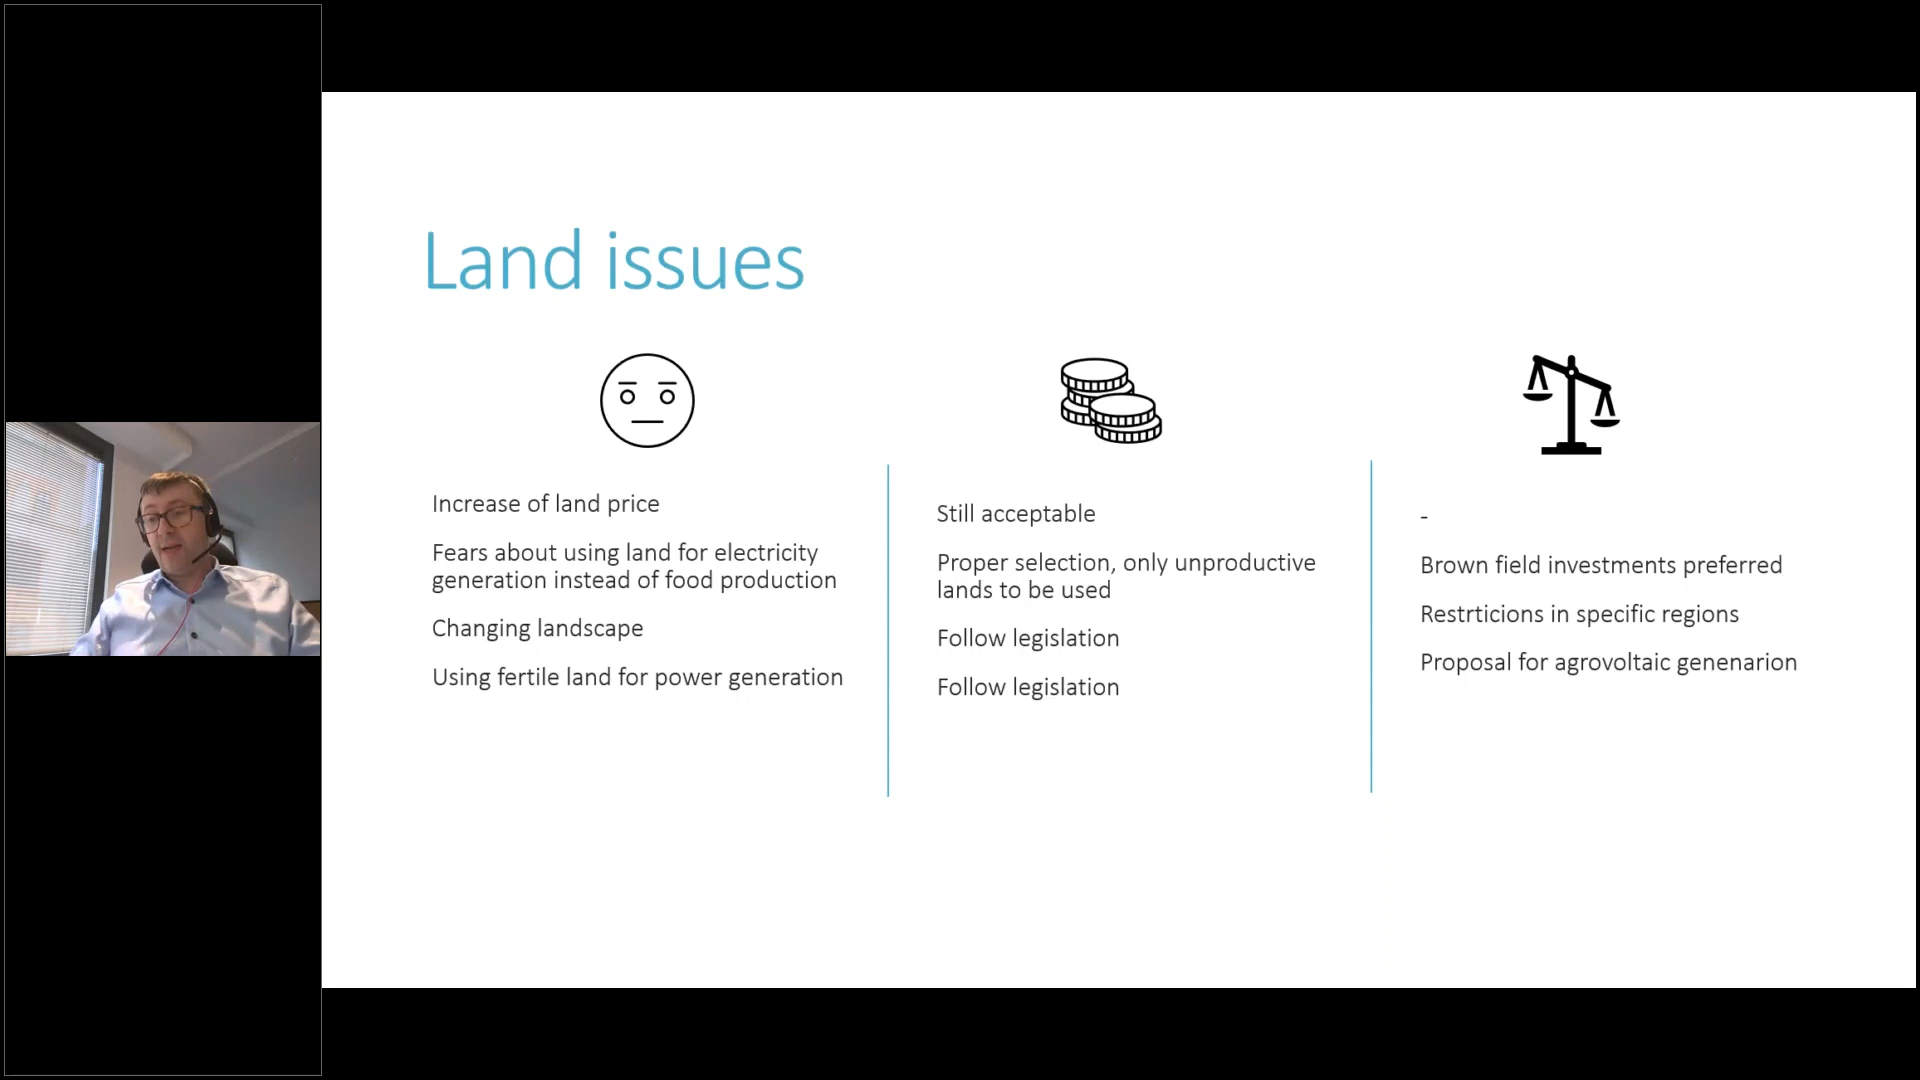 Land issues
Increase of land price
Fears about using land for electricity
generation instead of food production
Changing landscape
Using fertile land for power generation
Still acceptable
Proper selection, only unproductive
lands to be used
Follow legislation
Follow legislation
-
Brown field investments preferred
Restrticions in specific regions
Proposal for agrovoltaic genenarion